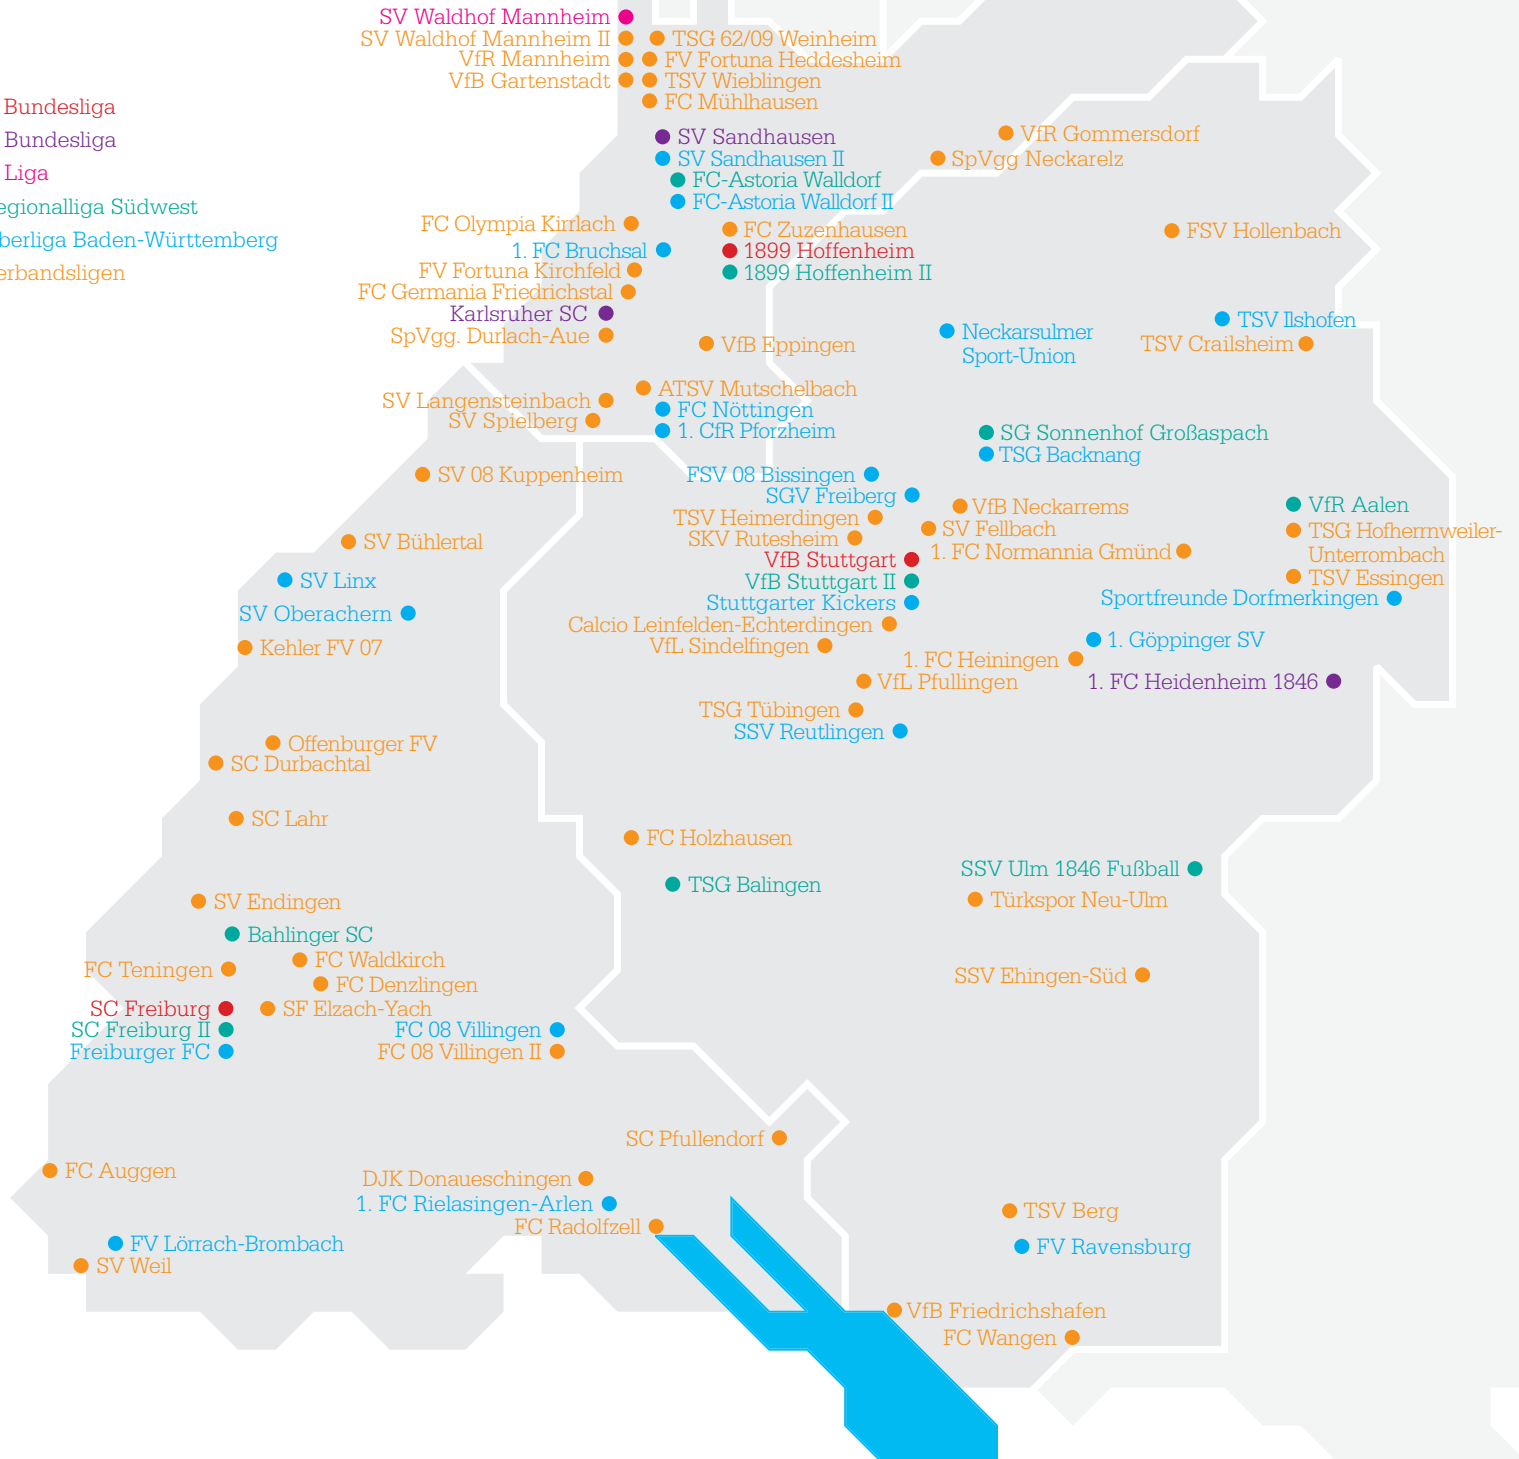 SV Waldhof Mannheim
SV Waldhof Mannheim II
TSG 62/09 Weinheim
VfR Mannheim
FV Fortuna Heddesheim
VfB Gartenstadt
TSV Wieblingen
FC Mühlhausen
Bundesliga
Bundesliga
Liga
egionalliga Südwest
berliga Baden-Württemberg
erbandsligen
SV Sandhausen
SV Sandhausen II
FC-Astoria Walldorf
FC-Astoria Walldorf II
VfR Gommersdorf
SpVgg Neckarelz
FC Olympia Kirrlach
FC Zuzenhausen
FSV Hollenbach
1. FC Bruchsal
1899 Hoffenheim
FV Fortuna Kirchfeld
1899 Hoffenheim II
FC Germania Friedrichstal
Karlsruher SC
SpVgg. Durlach-Aue
VfB Eppingen
Neckarsulmer
Sport-Union
TSV Ilshofen
TSV Crailsheim
ATSV Mutschelbach
SV Langensteinbach
FC Nöttingen
SV Spielberg
1. CfR Pforzheim
SG Sonnenhof Großaspach
TSG Backnang
SV 08 Kuppenheim
FSV 08 Bissingen
SGV Freiberg
VfB Neckarrems
VfR Aalen
TSV Heimerdingen
SV Fellbach
TSG Hofherrnweiler-
Unterrombach
SKV Rutesheim
1. FC Normannia Gmünd
SV Bühlertal
VfB Stuttgart
VfB Stuttgart II
TSV Essingen
SV Linx
Stuttgarter Kickers
Sportfreunde Dorfmerkingen
SV Oberachern
Calcio Leinfelden-Echterdingen
1. Göppinger SV
Kehler FV 07
VfL Sindelfingen
1. FC Heiningen
VfL Pfullingen
1. FC Heidenheim 1846
TSG Tübingen
SSV Reutlingen
Offenburger FV
SC Durbachtal
SC Lahr
FC Holzhausen
SSV Ulm 1846 Fußball
TSG Balingen
SV Endingen
Türkspor Neu-Ulm
Bahlinger SC
FC Waldkirch
FC Teningen
FC Denzlingen
SSV Ehingen-Süd
SC Freiburg
SF Elzach-Yach
SC Freiburg II
FC 08 Villingen
Freiburger FC
FC 08 Villingen II
SC Pfullendorf
FC Auggen
DJK Donaueschingen
1. FC Rielasingen-Arlen
TSV Berg
FC Radolfzell
FV Lörrach-Brombach
FV Ravensburg
SV Weil
VfB Friedrichshafen
FC Wangen